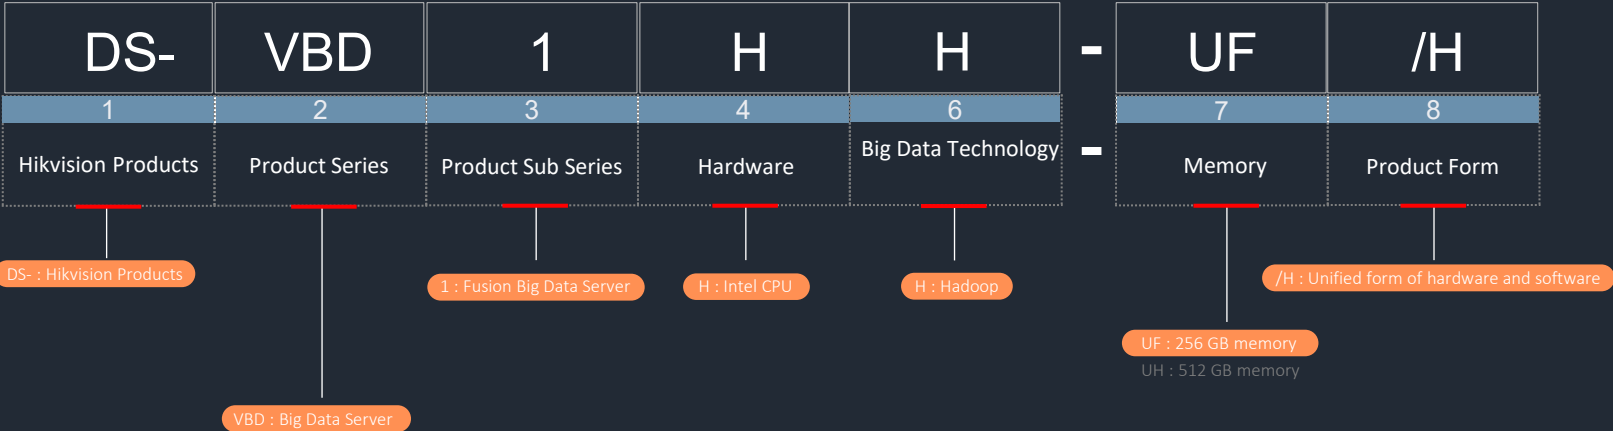 DS- VBD 1 H H - UF /H
1 2 3 4 6 7 8
Hikvision Products Product Series Product Sub Series Hardware Big Data Technology - Memory Product Form
DS- : Hikvision Products
1 : Fusion Big Data Server
H : Intel CPU
H : Hadoop
/H : Unified form of hardware and software
UF : 256 GB memory
UH : 512 GB memory
VBD : Big Data Server